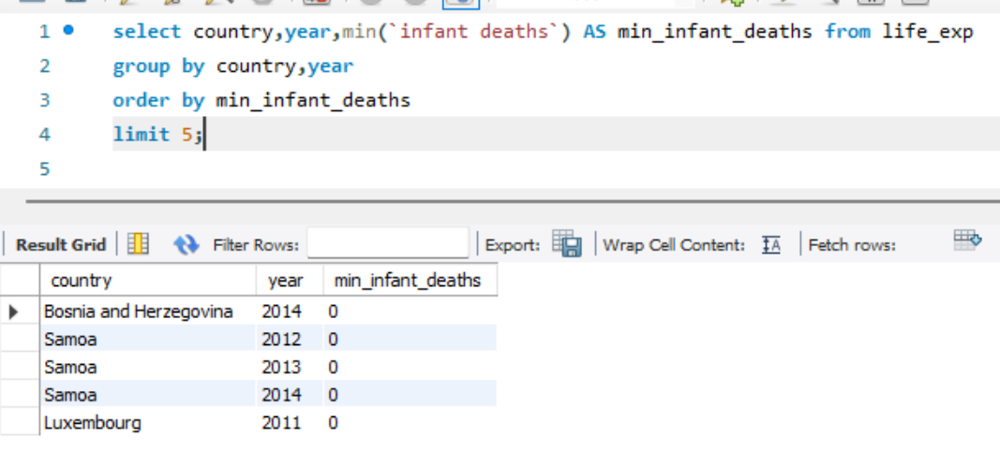 1 select country,year,min(`infant deaths`) AS min_infant_deaths from life_exp
2 group by country,year
3 order by min_infant_deaths
4 limit 5;
5
Result Grid Filter Rows: Export: Wrap Cell Content: IA Fetch rows:
country year min_infant_deaths
Bosnia and Herzegovina 2014 0
Samoa 2012 0
Samoa 2013 0
Samoa 2014 0
Luxembourg 2011 0